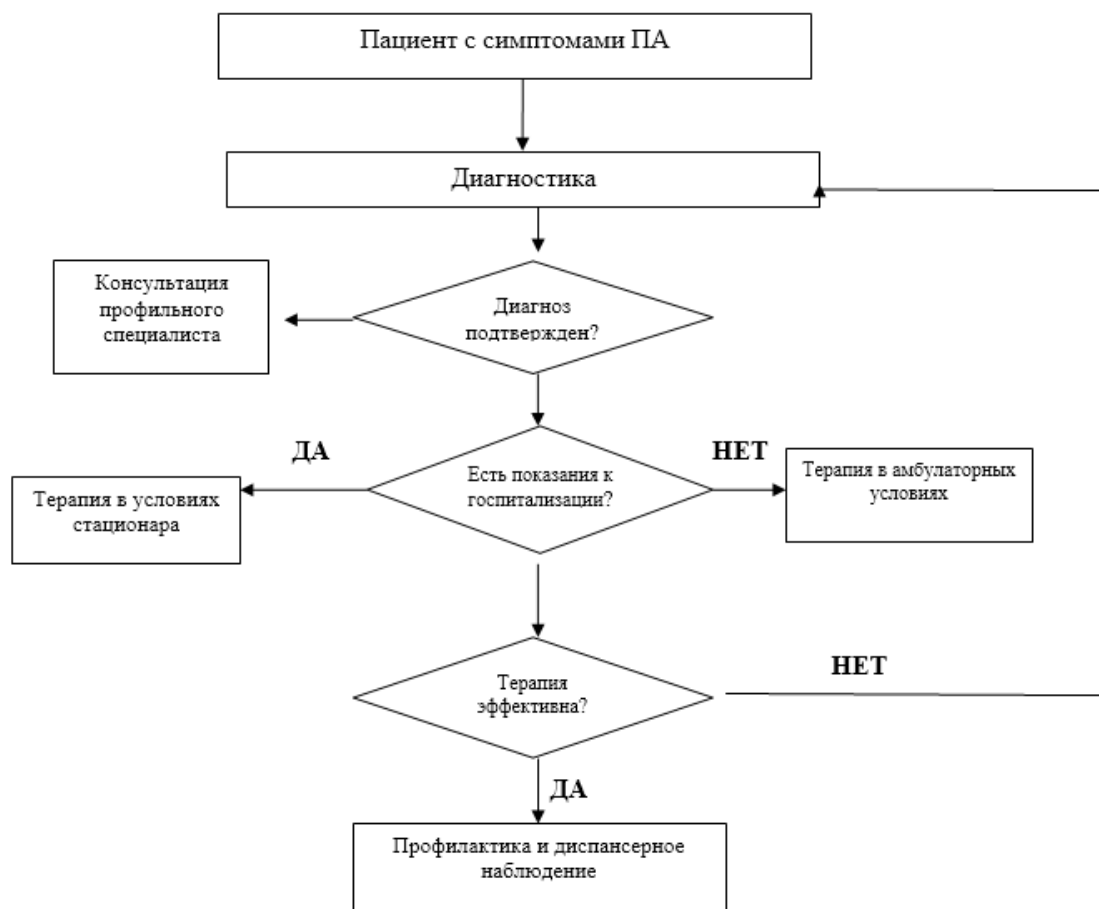 Пациент с симптомами ПА
Диагностика
Консультация
профильного
специалиста
Диагноз
подтвержден?
ДА
НЕТ
Есть показания к
госпитализации?
Терапия в условиях
стационара
Терапия в амбулаторных
условиях
Терапия
эффективна?
НЕТ
ДА
Профилактика и диспансерное
наблюдение